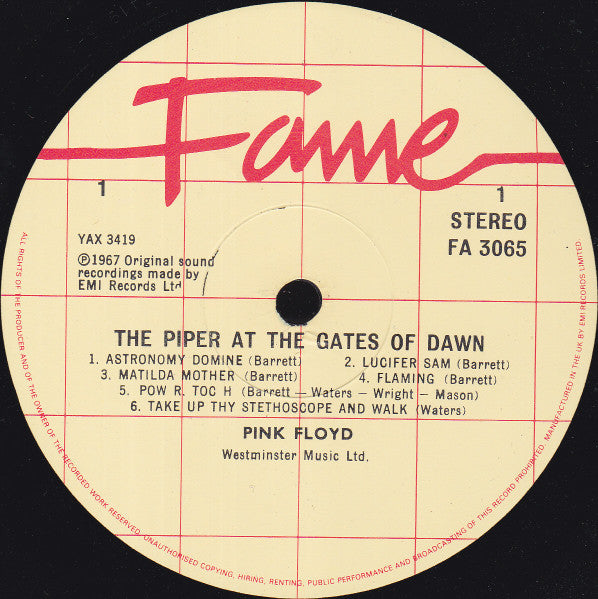 Fame
1
1
YAX 3419
STEREO
FA 3065
℗1967 Original sound
recordings made by
EMI Records Ltd
THE PIPER AT THE GATES OF DAWN
1. ASTRONOMY DOMINE (Barrett) 2. LUCIFER SAM (Barrett)
3. MATILDA MOTHER (Barrett) 4. FLAMING (Barrett)
5. POW R. TOC H (Barrett – Waters – Wright – Mason)
6. TAKE UP THY STETHOSCOPE AND WALK (Waters)
PINK FLOYD
Westminster Music Ltd.
ALL RIGHTS OF THE PRODUCER AND OF THE OWNER OF THE RECORDED WORK RESERVED. UNAUTHORISED COPYING, HIRING, RENTING, PUBLIC PERFORMANCE AND BROADCASTING OF THIS RECORD PROHIBITED. MANUFACTURED IN THE UK BY EMI RECORDS LIMITED.